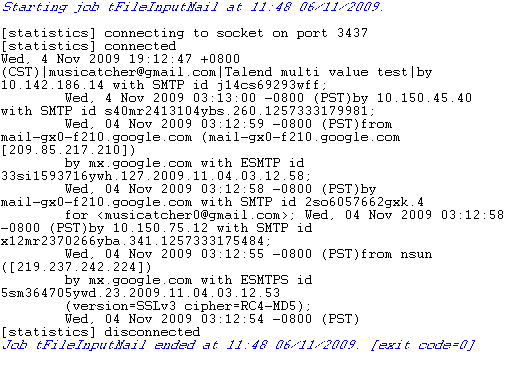 Starting job tFileInputMail at 11:48 06/11/2009.
[statistics] connecting to socket on port 3437
[statistics] connected
Wed, 4 Nov 2009 19:12:47 +0800
(CST)|musicatcher@gmail.com|Talend multi value test|by
10.142.186.14 with SMTP id j14cs69293wff;
Wed, 4 Nov 2009 03:13:00 -0800 (PST)by 10.150.45.40
with SMTP id s40mr2413104ybs.260.1257333179981;
Wed, 04 Nov 2009 03:12:59 -0800 (PST)from
mail-gx0-f210.google.com (mail-gx0-f210.google.com
[209.85.217.210])
by mx.google.com with ESMTP id
33si1593716ywh.127.2009.11.04.03.12.58;
Wed, 04 Nov 2009 03:12:58 -0800 (PST)by
mail-gx0-f210.google.com with SMTP id 2so6057662gxk.4
for <musicatcher0@gmail.com>; Wed, 04 Nov 2009 03:12:58
-0800 (PST)by 10.150.75.12 with SMTP id
x12mr2370266yba.341.1257333175484;
Wed, 04 Nov 2009 03:12:55 -0800 (PST)from nsun
([219.237.242.224])
by mx.google.com with ESMTPS id
5sm364705ywd.23.2009.11.04.03.12.53
(version=SSLv3 cipher=RC4-MD5);
Wed, 04 Nov 2009 03:12:54 -0800 (PST)
[statistics] disconnected
Job tFileInputMail ended at 11:48 06/11/2009. [exit code=0]